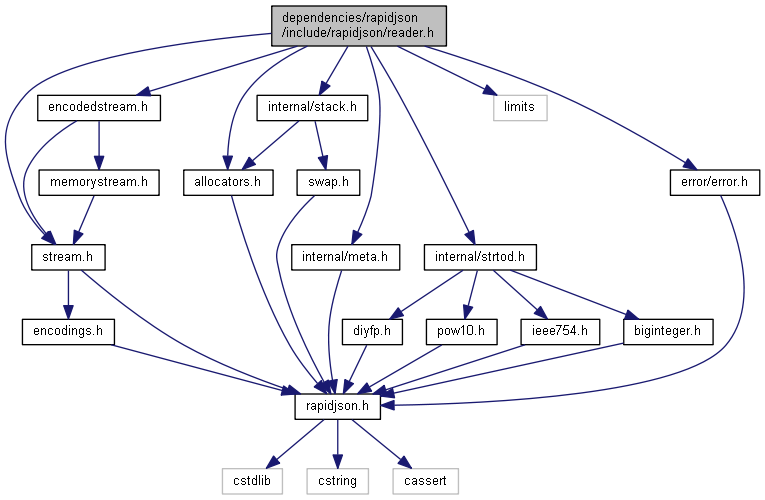 dependencies/rapidjson
/include/rapidjson/reader.h
encodedstream.h
internal/stack.h
limits
memorystream.h
allocators.h
swap.h
error/error.h
stream.h
internal/meta.h
internal/strtod.h
encodings.h
diyfp.h
pow10.h
ieee754.h
biginteger.h
rapidjson.h
cstdlib
cstring
cassert